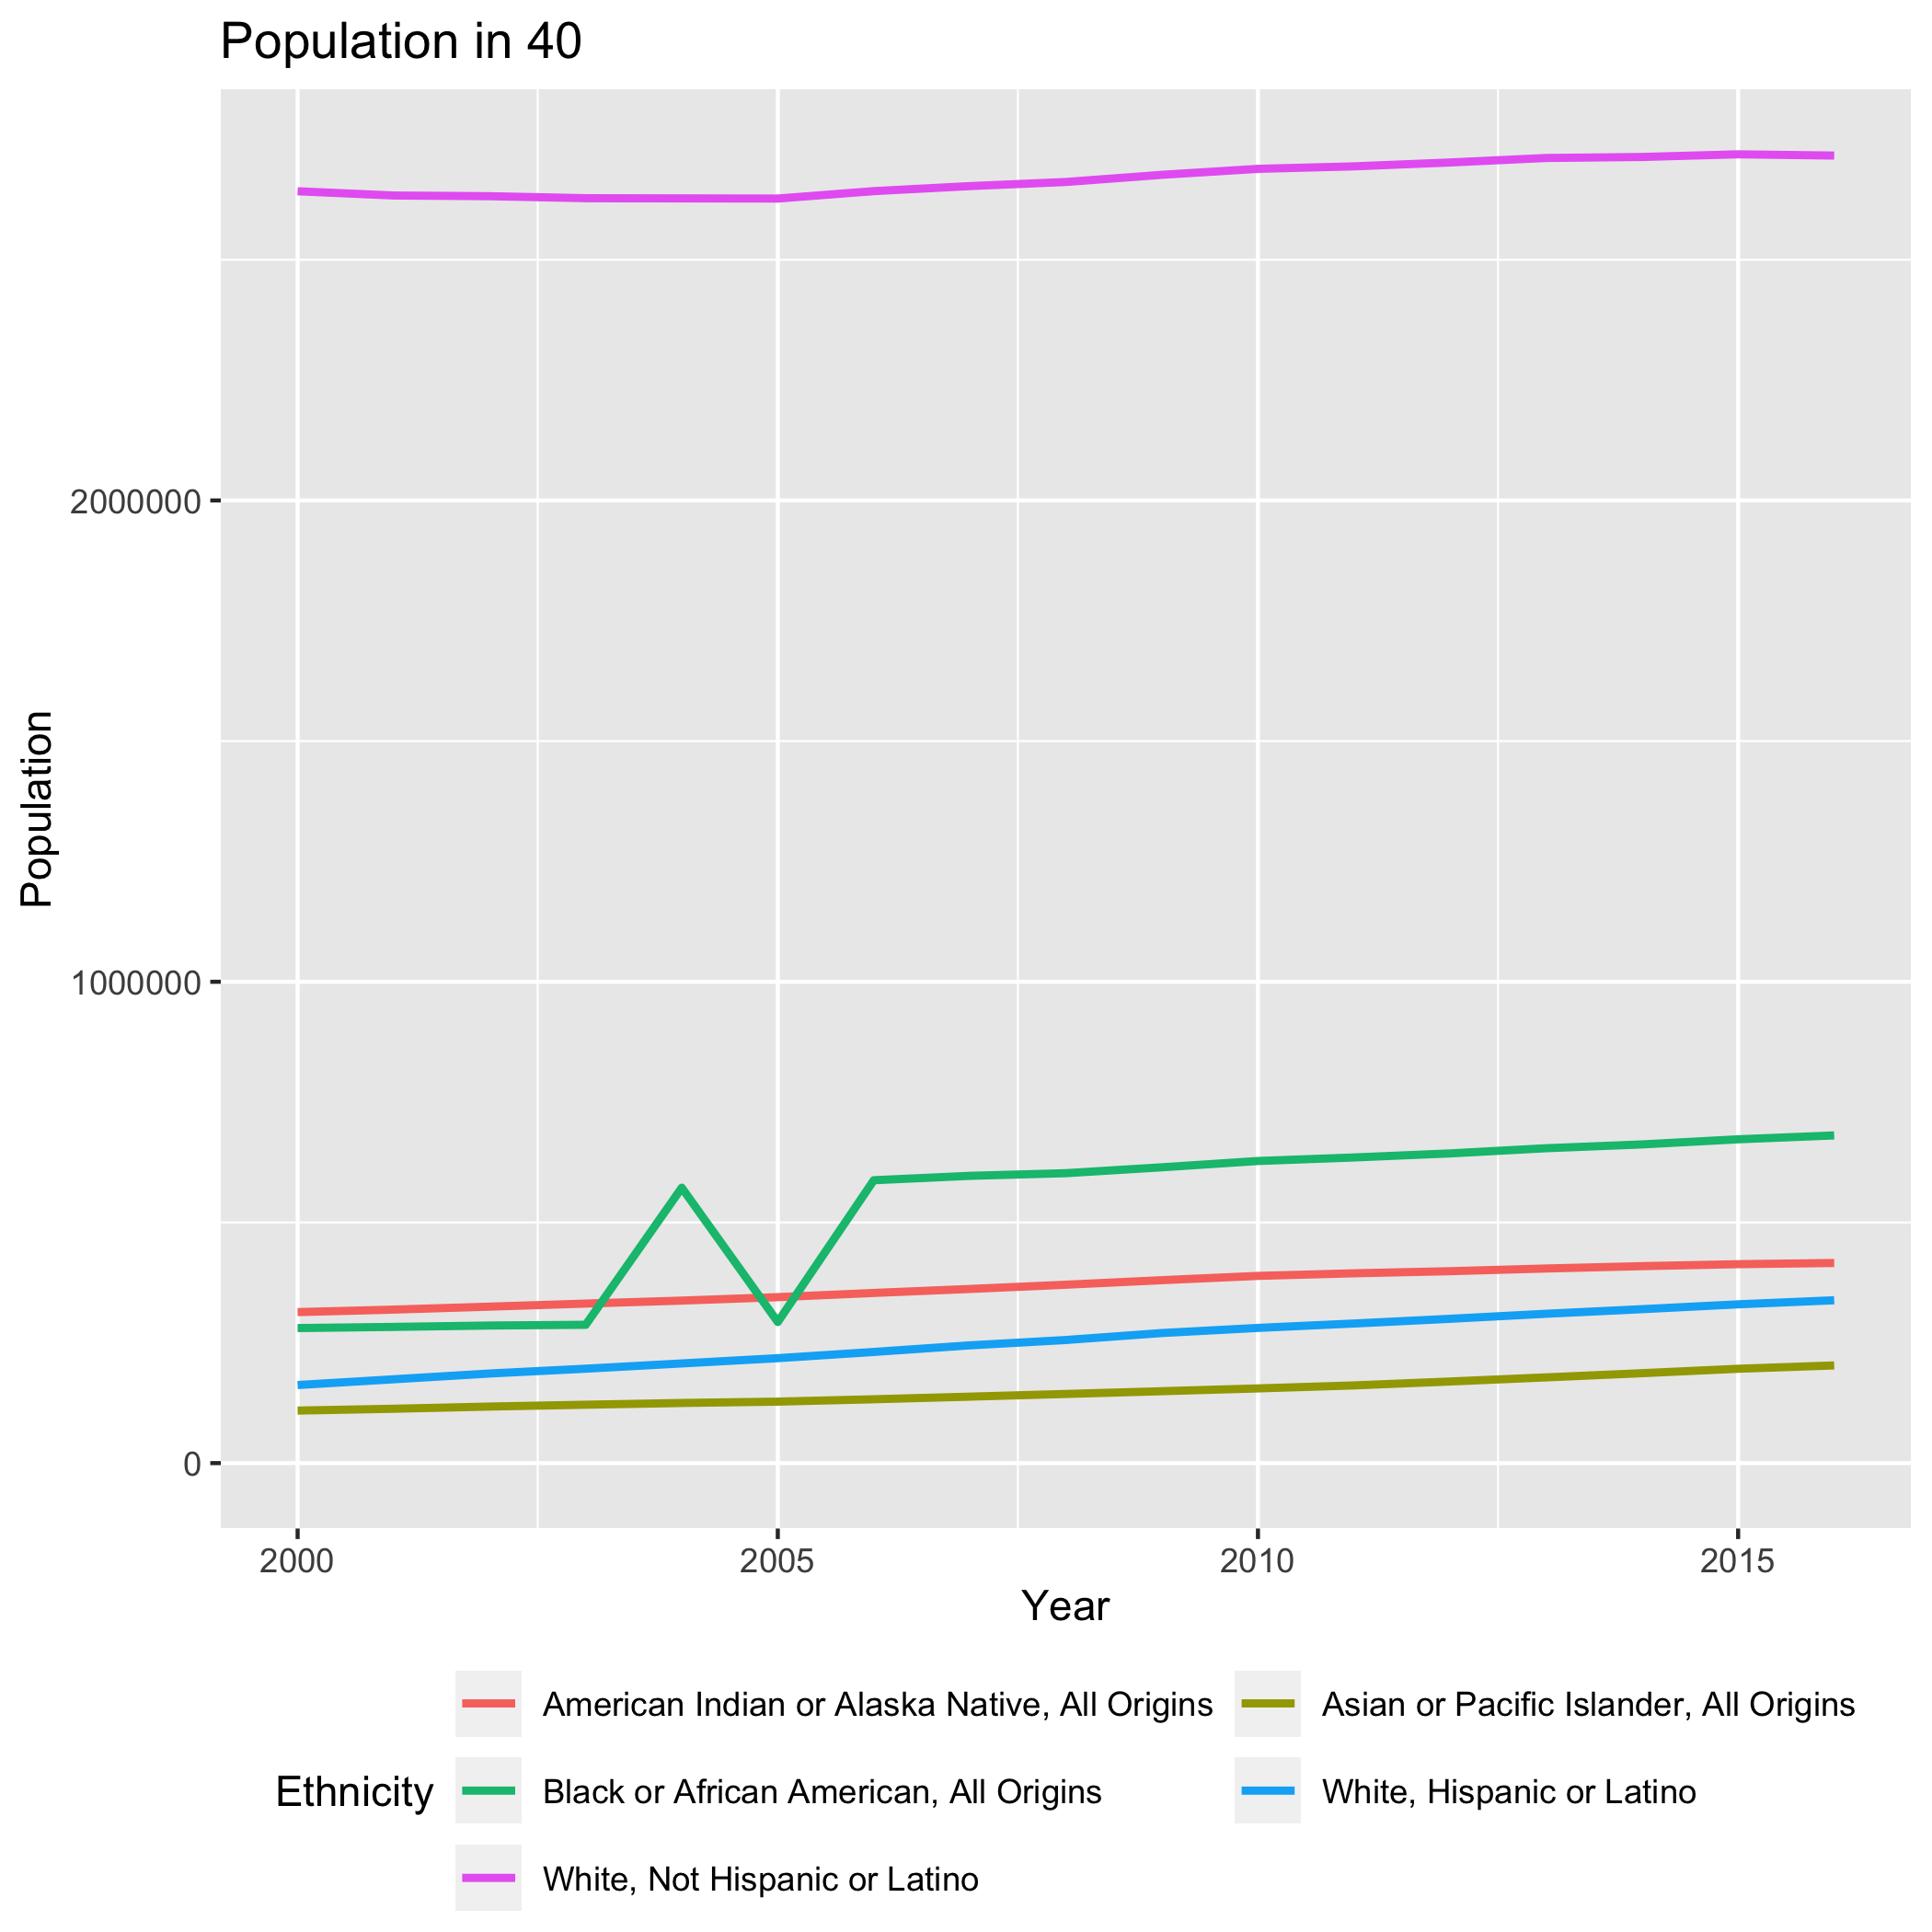 Population in 40
Population
2000000
1000000
0
2000 2005 2010 2015
Year
Ethnicity
American Indian or Alaska Native, All Origins
Asian or Pacific Islander, All Origins
Black or African American, All Origins
White, Hispanic or Latino
White, Not Hispanic or Latino